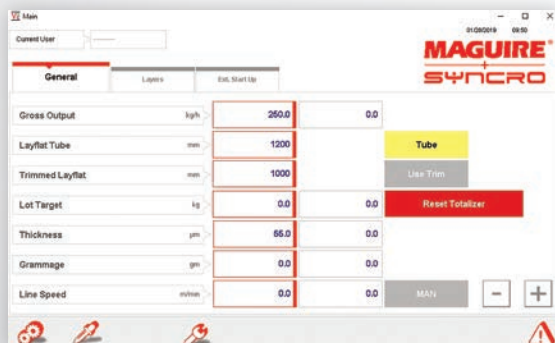 Main
01/28/2019 09:50
Current User
MAGUIRE®
+
SYNCRO
General Layers Ext. Start Up
Gross Output kg/h 250.0 0.0
Layflat Tube mm 1200 Tube
Trimmed Layflat mm 1000 Use Trim
Lot Target kg 0.0 0.0 Reset Totalizer
Thickness µm 55.0 0.0
Grammage gm 0.0 0.0
Line Speed m/min 0.0 0.0 MAN - +